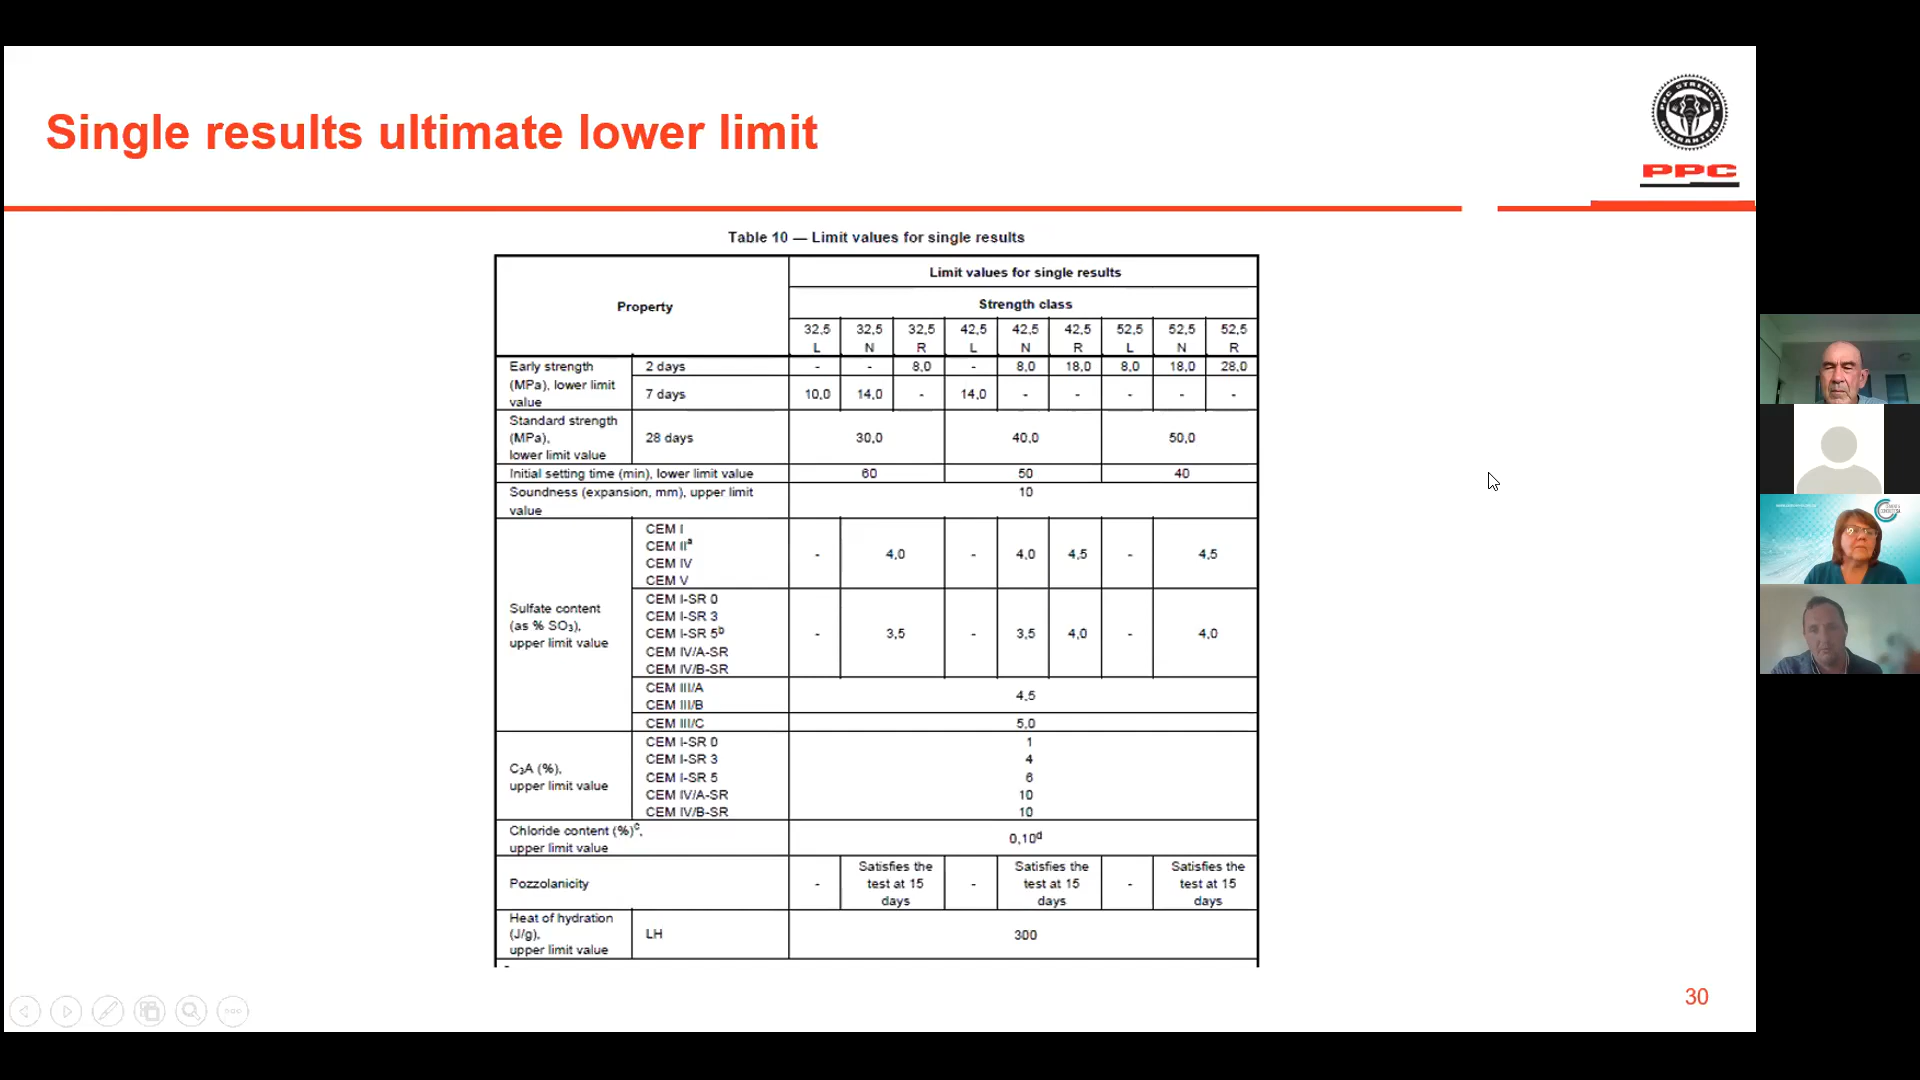 Single results ultimate lower limit
PPC STRENGTH
GUARANTEED
PPC
Table 10 — Limit values for single results
Property
Limit values for single results
Strength class
32,5 L 32,5 N 32,5 R 42,5 L 42,5 N 42,5 R 52,5 L 52,5 N 52,5 R
Early strength (MPa), lower limit value
2 days - - 8,0 - 8,0 18,0 8,0 18,0 28,0
7 days 10,0 14,0 - 14,0 - - - - -
Standard strength (MPa), lower limit value
28 days 30,0 40,0 50,0
Initial setting time (min), lower limit value 60 50 40
Soundness (expansion, mm), upper limit value 10
Sulfate content (as % SO₃), upper limit value
CEM I
CEM IIᵃ
CEM IV
CEM V
- 4,0 - 4,0 4,5 - 4,5
CEM I-SR 0
CEM I-SR 3
CEM I-SR 5ᵇ
CEM IV/A-SR
CEM IV/B-SR
- 3,5 - 3,5 4,0 - 4,0
CEM III/A
CEM III/B
4,5
CEM III/C 5,0
C₃A (%), upper limit value
CEM I-SR 0 1
CEM I-SR 3 4
CEM I-SR 5 6
CEM IV/A-SR 10
CEM IV/B-SR 10
Chloride content (%)ᶜ, upper limit value 0,10ᵈ
Pozzolanicity - Satisfies the test at 15 days - Satisfies the test at 15 days - Satisfies the test at 15 days
Heat of hydration (J/g), upper limit value
LH 300
30